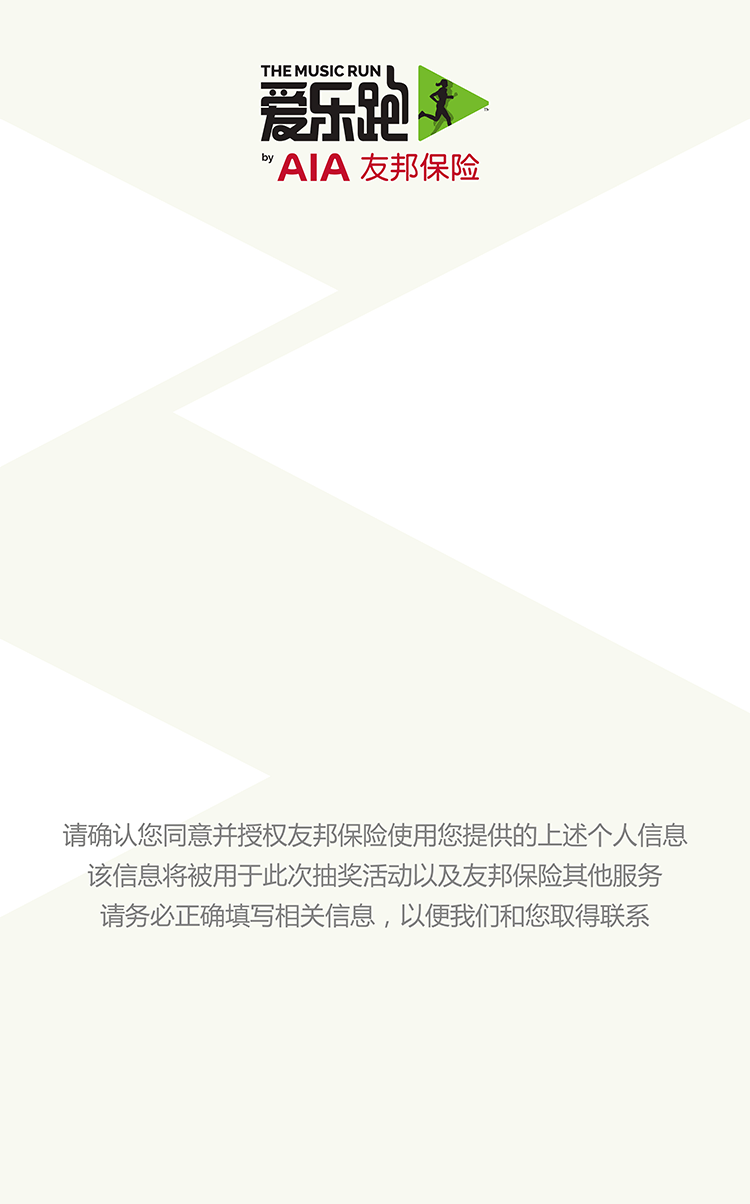 THE MUSIC RUN
爱乐跑
by AIA 友邦保险
请确认您同意并授权友邦保险使用您提供的上述个人信息
该信息将被用于此次抽奖活动以及友邦保险其他服务
请务必正确填写相关信息，以便我们和您取得联系